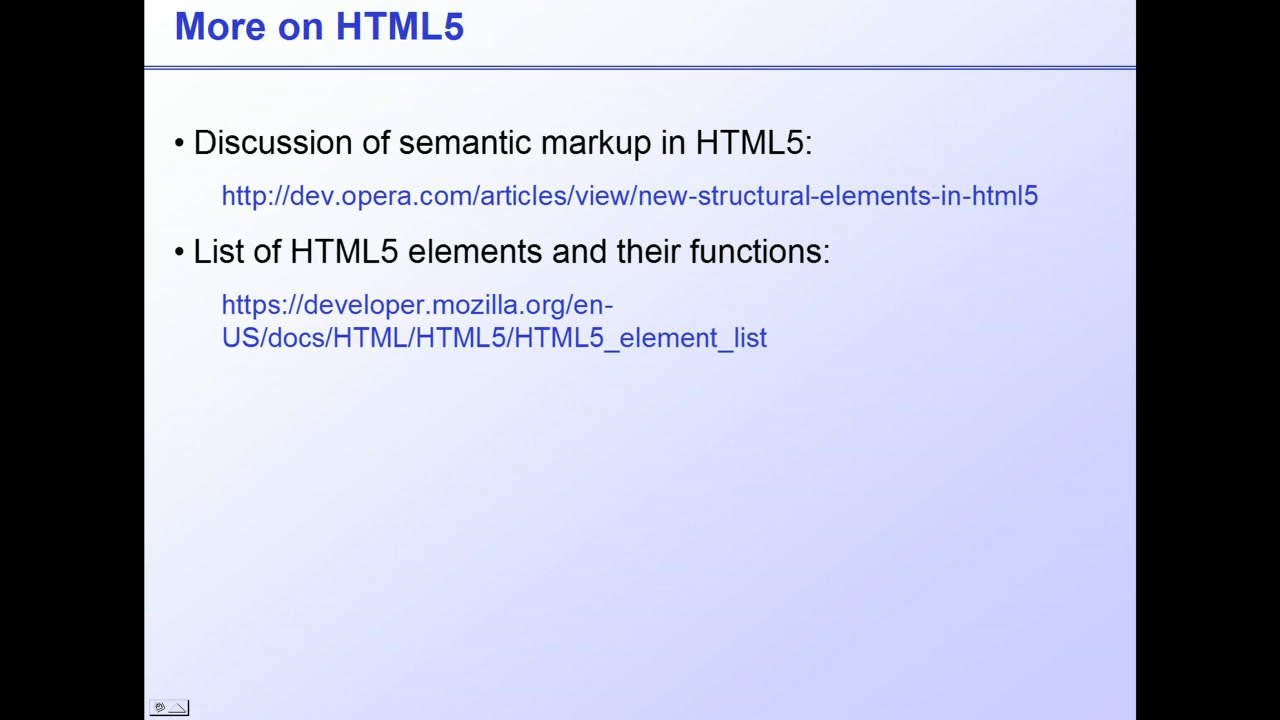 More on HTML5
• Discussion of semantic markup in HTML5:
http://dev.opera.com/articles/view/new-structural-elements-in-html5
• List of HTML5 elements and their functions:
https://developer.mozilla.org/en-
US/docs/HTML/HTML5/HTML5_element_list